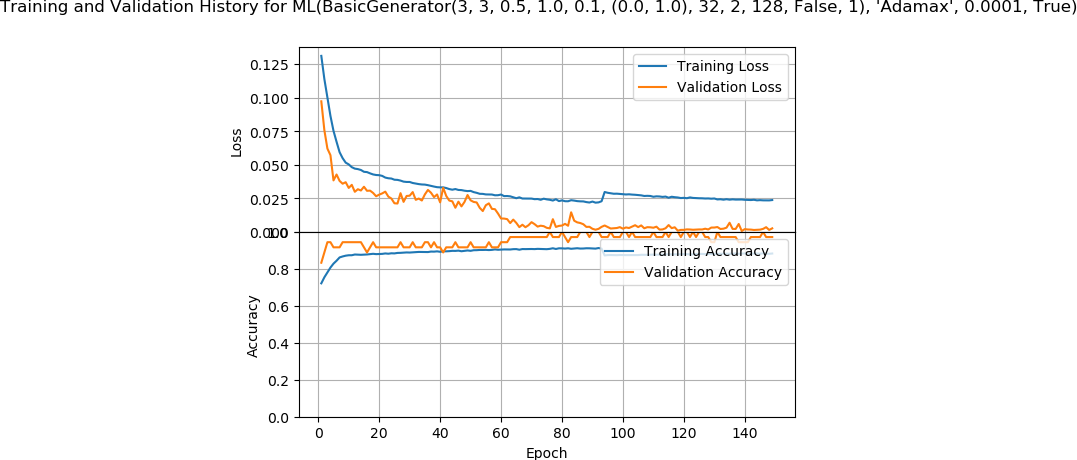 Training and Validation History for ML(BasicGenerator(3, 3, 0.5, 1.0, 0.1, (0.0, 1.0), 32, 2, 128, False, 1), 'Adamax', 0.0001, True)
Training Loss
Validation Loss
0.125
0.100
0.075
0.050
0.025
0.000
Loss
Training Accuracy
Validation Accuracy
1.0
0.8
0.6
0.4
0.2
0.0
Accuracy
0 20 40 60 80 100 120 140
Epoch